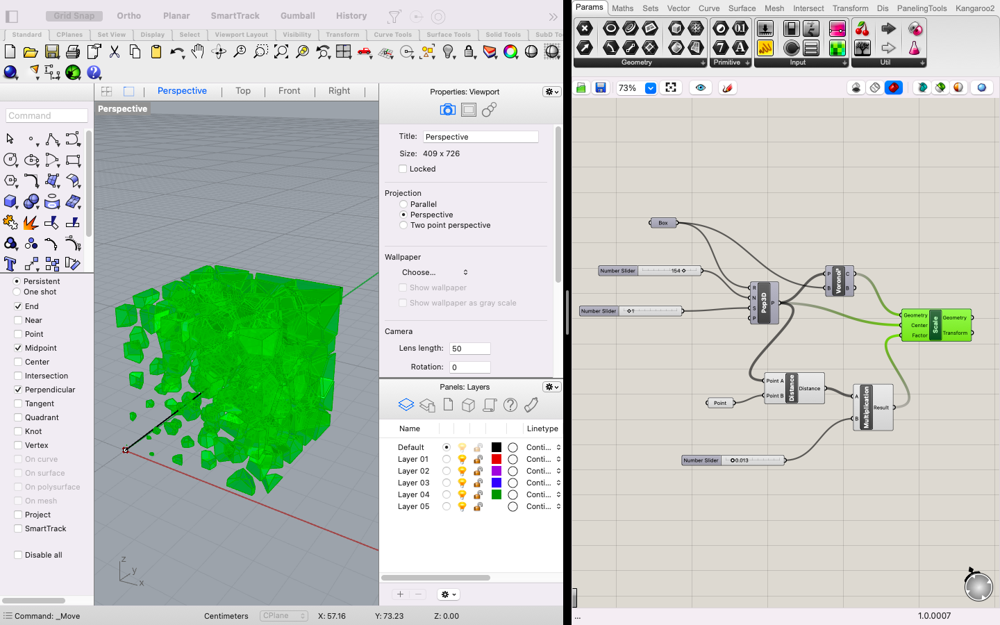 Grid Snap Ortho Planar SmartTrack Gumball History
Standard CPlanes Set View Display Select Viewport Layout Visibility Transform Curve Tools Surface Tools Solid Tools SubD To
Perspective Top Front Right
Command
Perspective
Persistent
One shot
End
Near
Point
Midpoint
Center
Intersection
Perpendicular
Tangent
Quadrant
Knot
Vertex
On curve
On surface
On polysurface
On mesh
Project
SmartTrack
Disable all
z
y
x
Properties: Viewport
Title: Perspective
Size: 409 x 726
Locked
Projection
Parallel
Perspective
Two point perspective
Wallpaper
Choose...
Show wallpaper
Show wallpaper as gray scale
Camera
Lens length: 50
Rotation: 0
Panels: Layers
Name Linetype
Default Conti...
Layer 01 Conti...
Layer 02 Conti...
Layer 03 Conti...
Layer 04 Conti...
Layer 05 Conti...
Command: _Move Centimeters CPlane X: 57.16 Y: 73.23 Z: 0.00
Params Maths Sets Vector Curve Surface Mesh Intersect Transform Dis PanelingTools Kangaroo2
Geometry Primitive Input Util
73%
Box
Number Slider 154
Number Slider 1
R
N
S
P
Pop3D
P
P
B
Voronoi³
C
B
Geometry
Center
Factor
Scale
Geometry
Transform
Point A
Point B
Distance
Distance
Point
A
B
Multiplication
Result
Number Slider 0.013
... 1.0.0007